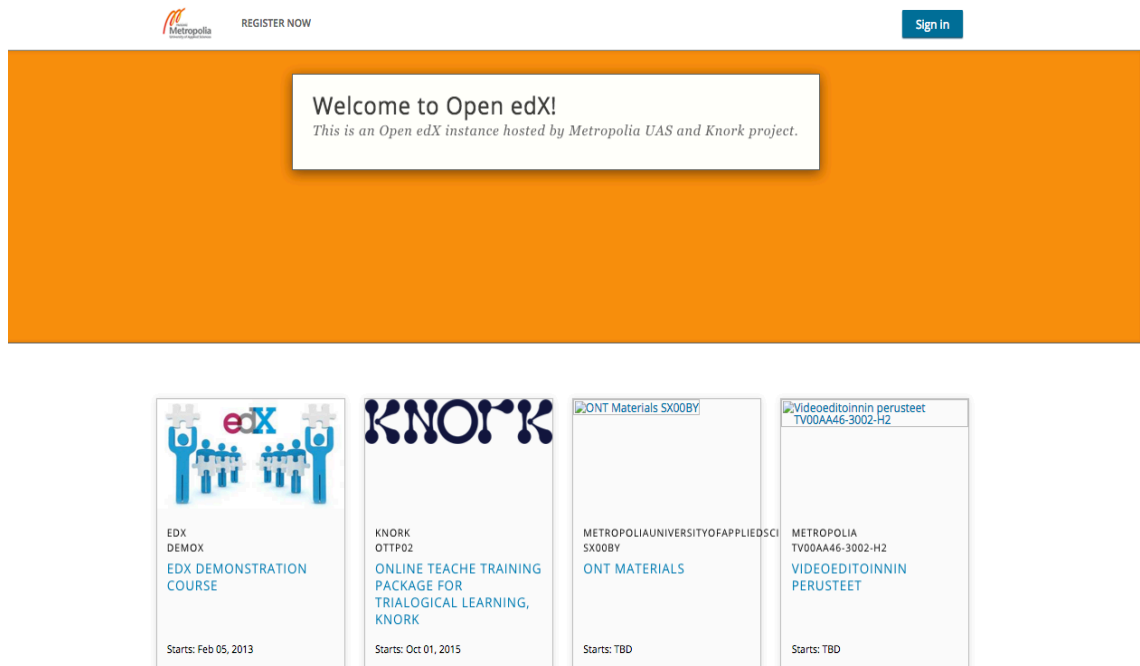 Metropolia
REGISTER NOW
Sign in
Welcome to Open edX!
This is an Open edX instance hosted by Metropolia UAS and Knork project.
edX
KNORK
ONT Materials SX00BY
Videoeditoinnin perusteet
TV00AA46-3002-H2
EDX
DEMOX
EDX DEMONSTRATION
COURSE
Starts: Feb 05, 2013
KNORK
OTTP02
ONLINE TEACHE TRAINING
PACKAGE FOR
TRIALOGICAL LEARNING,
KNORK
Starts: Oct 01, 2015
METROPOLIAUNIVERSITYOFAPPLIEDSCI
SX00BY
ONT MATERIALS
Starts: TBD
METROPOLIA
TV00AA46-3002-H2
VIDEOEDITOINNIN
PERUSTEET
Starts: TBD